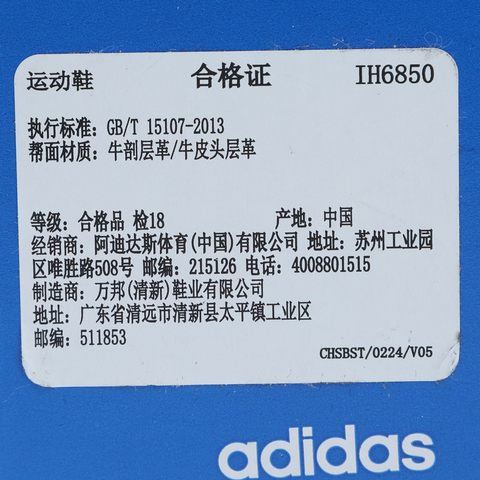 运动鞋 合格证 IH6850
执行标准: GB/T 15107-2013
帮面材质: 牛剖层革/牛皮头层革
等级: 合格品 检18 产地: 中国
经销商: 阿迪达斯体育(中国)有限公司 地址: 苏州工业园
区唯胜路508号 邮编: 215126 电话: 4008801515
制造商: 万邦(清新)鞋业有限公司
地址: 广东省清远市清新县太平镇工业区
邮编: 511853
CHSBST/0224/V05
adidas